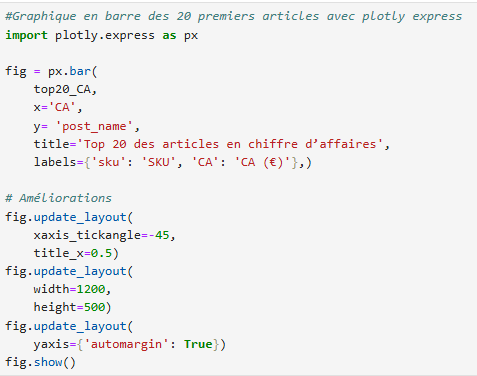 #Graphique en barre des 20 premiers articles avec plotly express
import plotly.express as px
fig = px.bar(
    top20_CA,
    x='CA',
    y= 'post_name',
    title='Top 20 des articles en chiffre d’affaires',
    labels={'sku': 'SKU', 'CA': 'CA (€)'},)
# Améliorations
fig.update_layout(
    xaxis_tickangle=-45,
    title_x=0.5)
fig.update_layout(
    width=1200,
    height=500)
fig.update_layout(
    yaxis={'automargin': True})
fig.show()